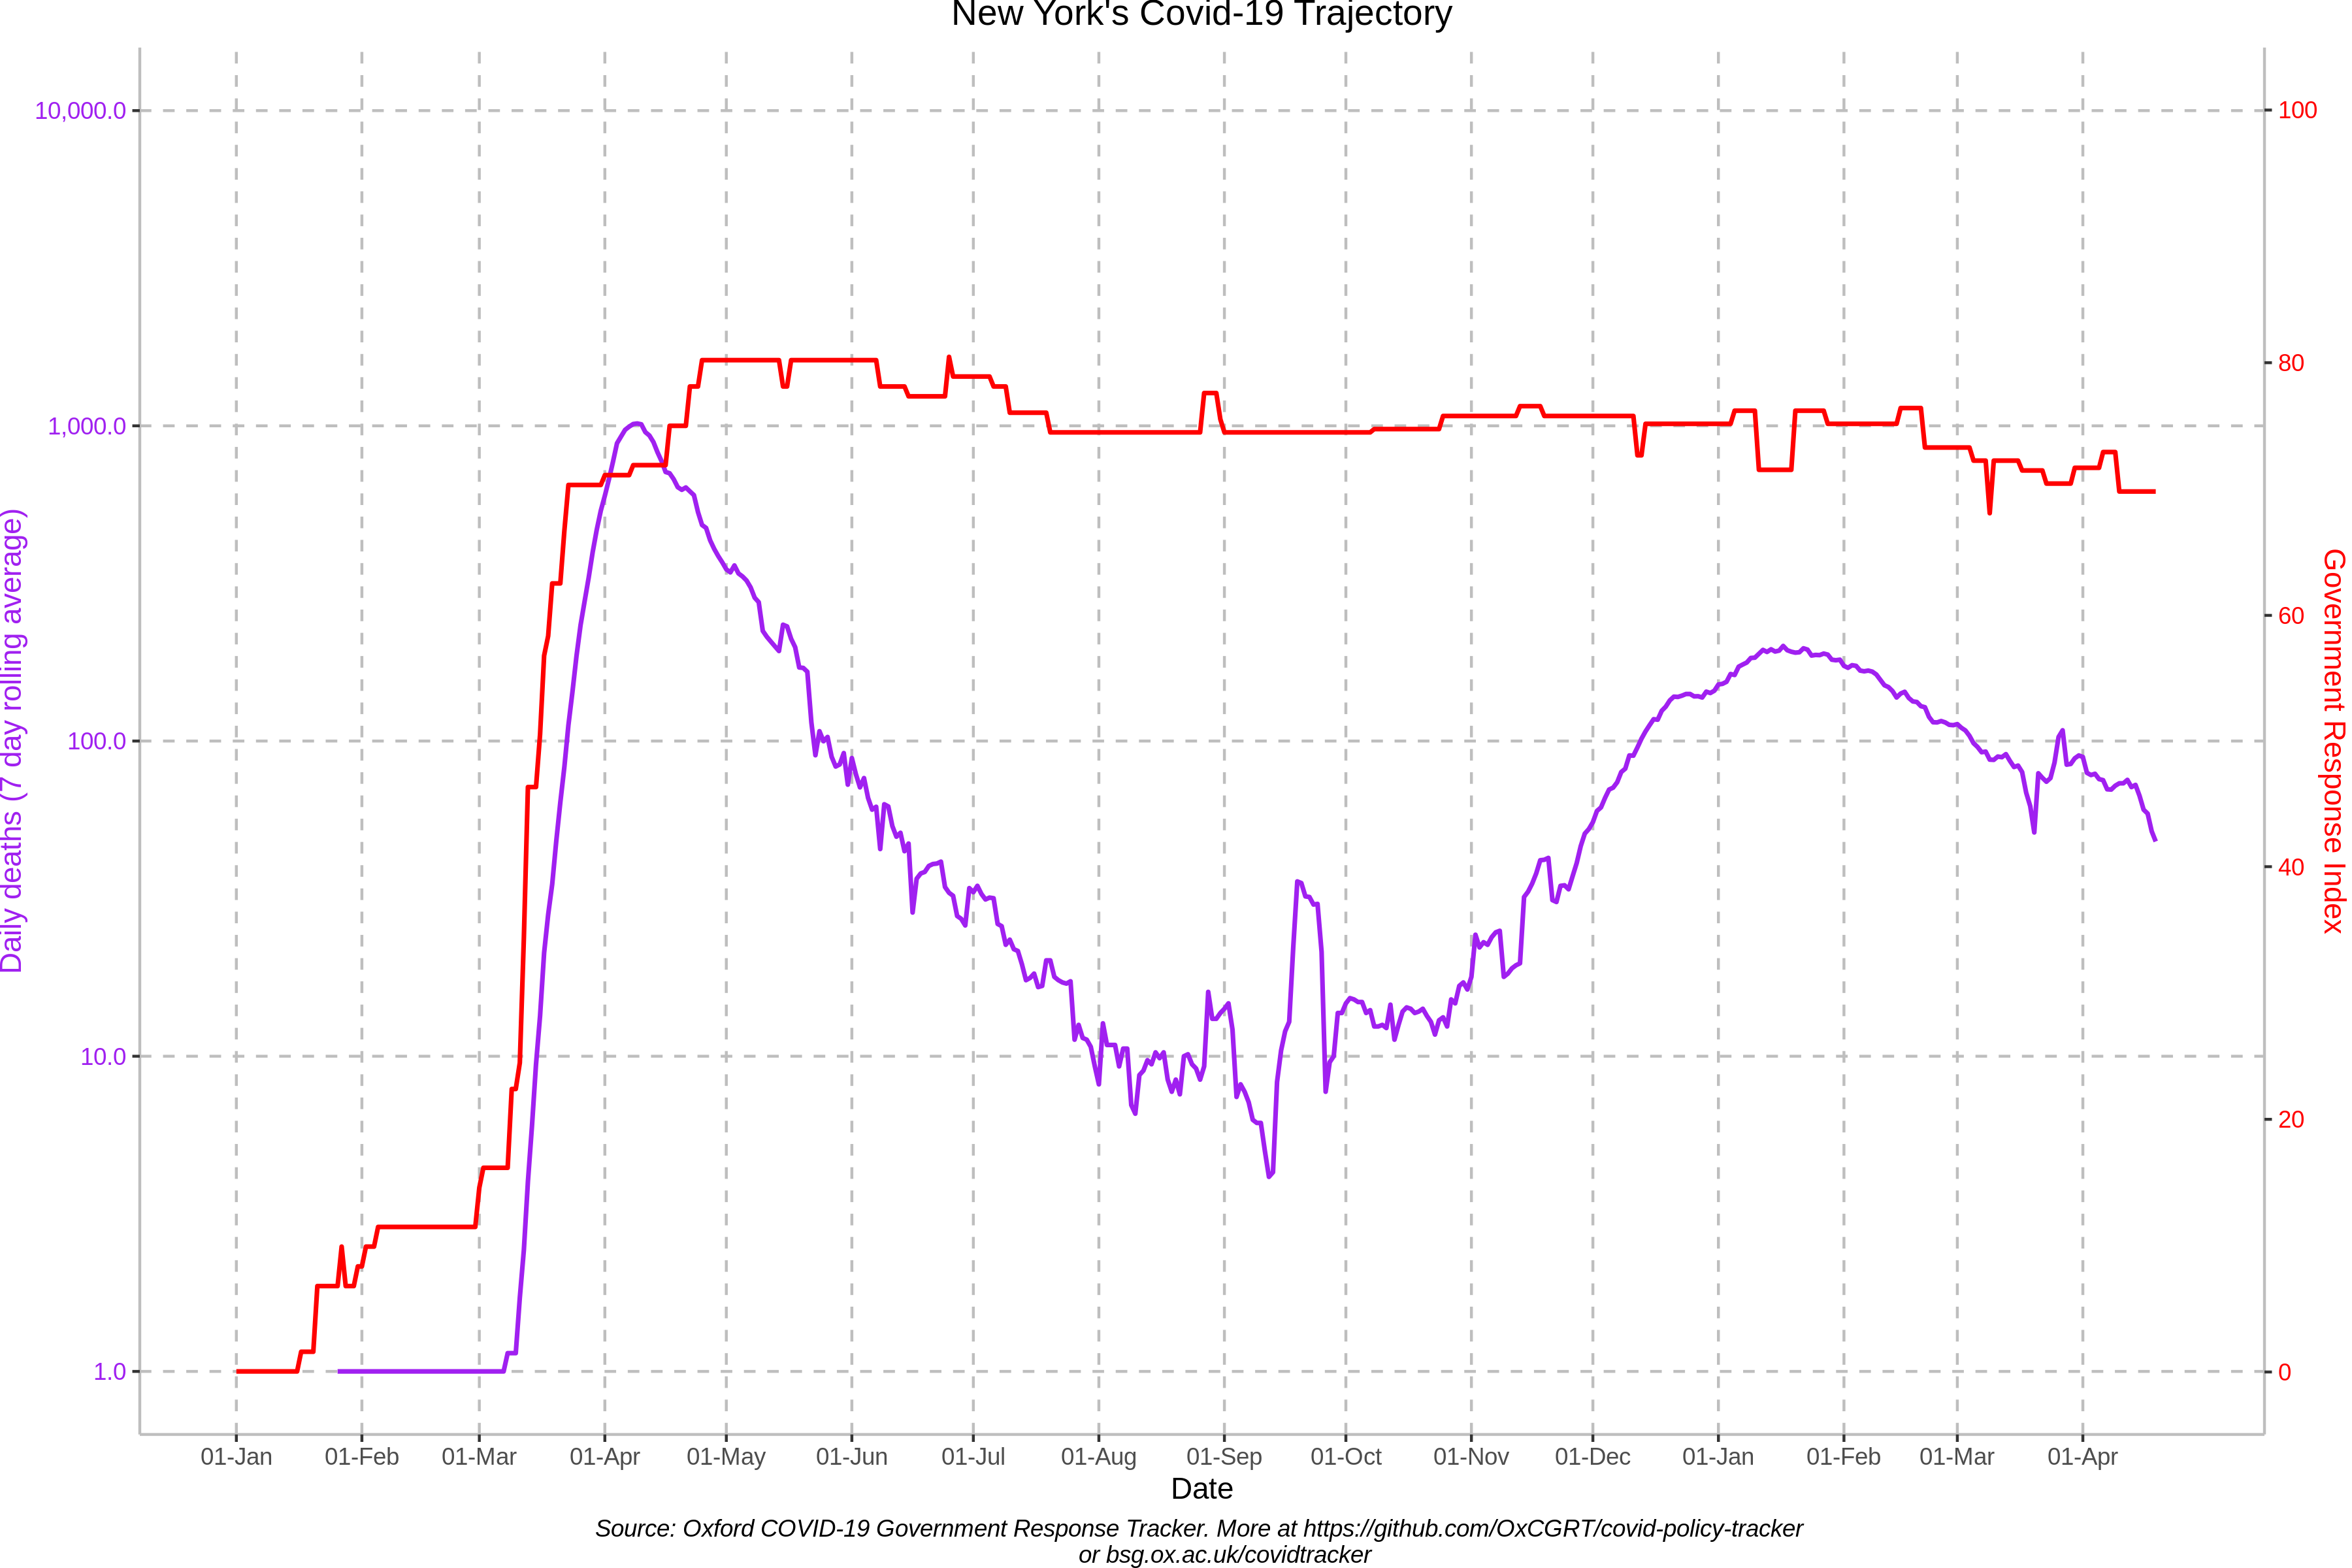 New York's Covid-19 Trajectory
10,000.0
1,000.0
100.0
10.0
1.0
Daily deaths (7 day rolling average)
100
80
60
40
20
0
Government Response Index
01-Jan 01-Feb 01-Mar 01-Apr 01-May 01-Jun 01-Jul 01-Aug 01-Sep 01-Oct 01-Nov 01-Dec 01-Jan 01-Feb 01-Mar 01-Apr
Date
Source: Oxford COVID-19 Government Response Tracker. More at https://github.com/OxCGRT/covid-policy-tracker
or bsg.ox.ac.uk/covidtracker